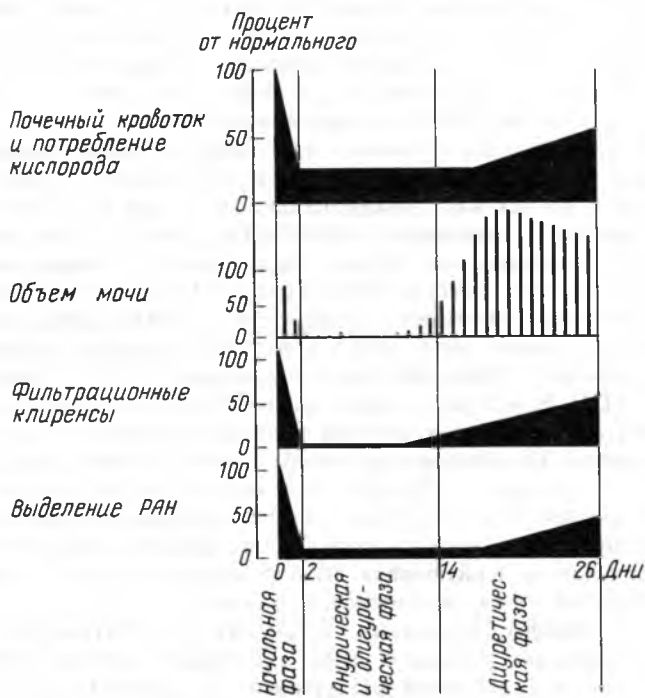 Процент
от нормального
100
50
0
Почечный кровоток
и потребление
кислорода
100
50
0
Объем мочи
100
50
0
Фильтрационные
клиренсы
100
50
0
Выделение РАН
0 2 14 26 Дни
Начальная
фаза
Анурическая
и олигури-
ческая фаза
Диуретичес-
кая фаза